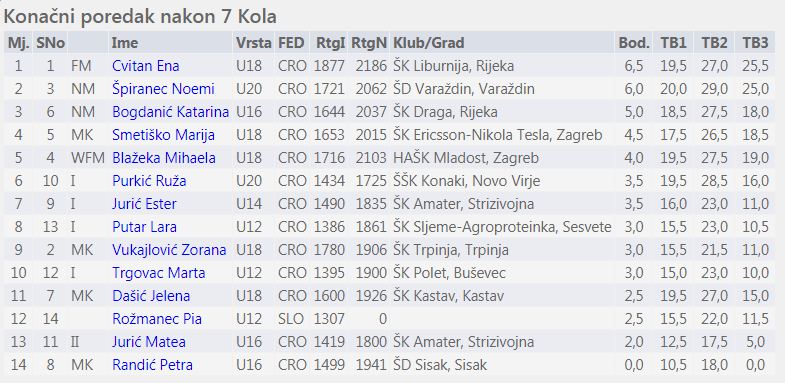 Konačni poredak nakon 7 Kola
Mj. SNo Ime Vrsta FED RtgI RtgN Klub/Grad Bod. TB1 TB2 TB3
1 1 FM Cvitan Ena U18 CRO 1877 2186 ŠK Liburnija, Rijeka 6,5 19,5 27,0 25,5
2 3 NM Špiranec Noemi U20 CRO 1721 2062 ŠD Varaždin, Varaždin 6,0 20,0 29,0 25,0
3 6 NM Bogdanić Katarina U16 CRO 1644 2037 ŠK Draga, Rijeka 5,0 18,5 27,5 18,0
4 5 MK Smetiško Marija U18 CRO 1653 2015 ŠK Ericsson-Nikola Tesla, Zagreb 4,5 17,5 26,5 18,5
5 4 WFM Blažeka Mihaela U18 CRO 1716 2103 HAŠK Mladost, Zagreb 4,0 19,5 27,5 19,0
6 10 I Purkić Ruža U20 CRO 1434 1725 ŠŠK Konaki, Novo Virje 3,5 19,5 28,5 16,0
7 9 I Jurić Ester U14 CRO 1490 1835 ŠK Amater, Strizivojna 3,5 16,0 23,0 11,0
8 13 I Putar Lara U12 CRO 1386 1861 ŠK Sljeme-Agroproteinka, Sesvete 3,0 15,5 23,0 10,5
9 2 MK Vukajlović Zorana U18 CRO 1780 1906 ŠK Trpinja, Trpinja 3,0 15,5 21,5 11,0
10 12 I Trgovac Marta U12 CRO 1395 1900 ŠK Polet, Buševec 3,0 15,0 23,0 10,0
11 7 MK Dašić Jelena U18 CRO 1600 1926 ŠK Kastav, Kastav 2,5 19,5 27,0 15,0
12 14 Rožmanec Pia U12 SLO 1307 0 2,5 15,5 22,0 11,5
13 11 II Jurić Matea U16 CRO 1419 1800 ŠK Amater, Strizivojna 2,0 12,5 17,5 5,0
14 8 MK Randić Petra U16 CRO 1499 1941 ŠD Sisak, Sisak 0,0 10,5 18,0 0,0